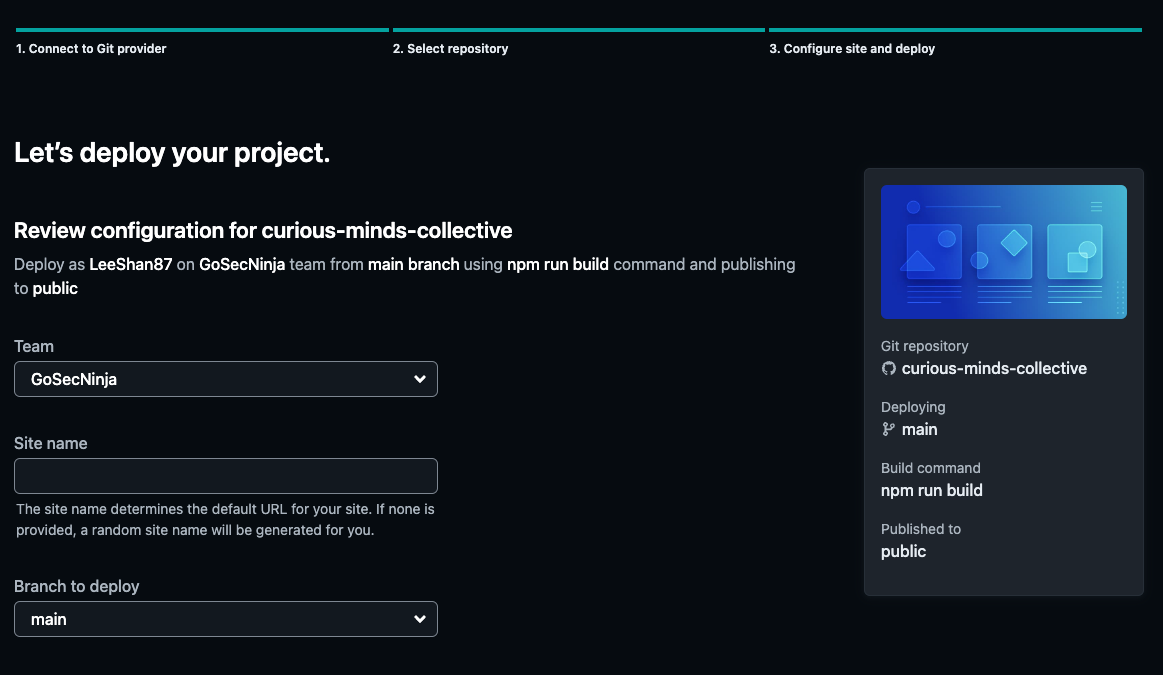 1. Connect to Git provider
2. Select repository
3. Configure site and deploy
Let’s deploy your project.
Review configuration for curious-minds-collective
Deploy as LeeShan87 on GoSecNinja team from main branch using npm run build command and publishing
to public
Team
GoSecNinja
Site name
The site name determines the default URL for your site. If none is
provided, a random site name will be generated for you.
Branch to deploy
main
Git repository
curious-minds-collective
Deploying
main
Build command
npm run build
Published to
public